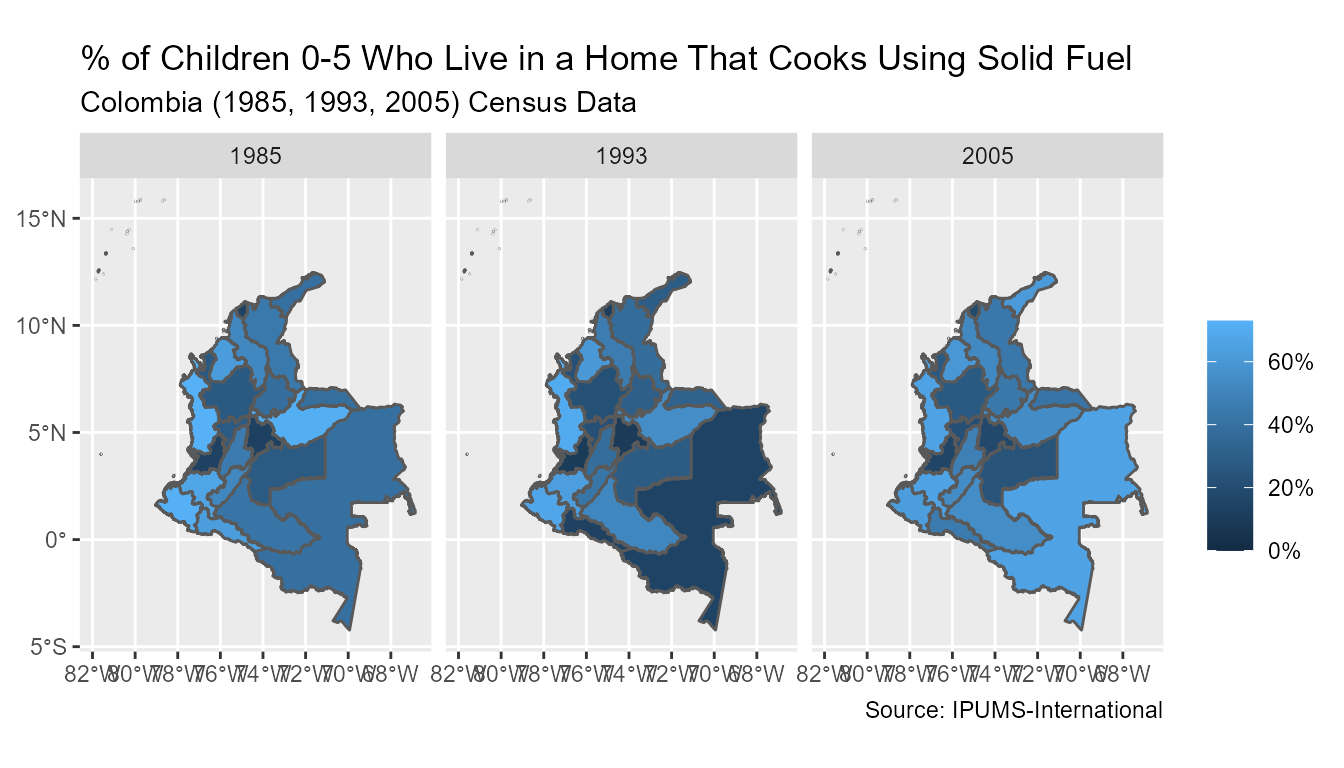 % of Children 0-5 Who Live in a Home That Cooks Using Solid Fuel
Colombia (1985, 1993, 2005) Census Data
1985 1993 2005
15°N
10°N
5°N
0°
5°S
60%
40%
20%
0%
82°W 80°W 78°W 76°W 74°W 72°W 70°W 68°W 82°W 80°W 78°W 76°W 74°W 72°W 70°W 68°W 82°W 80°W 78°W 76°W 74°W 72°W 70°W 68°W
Source: IPUMS-International